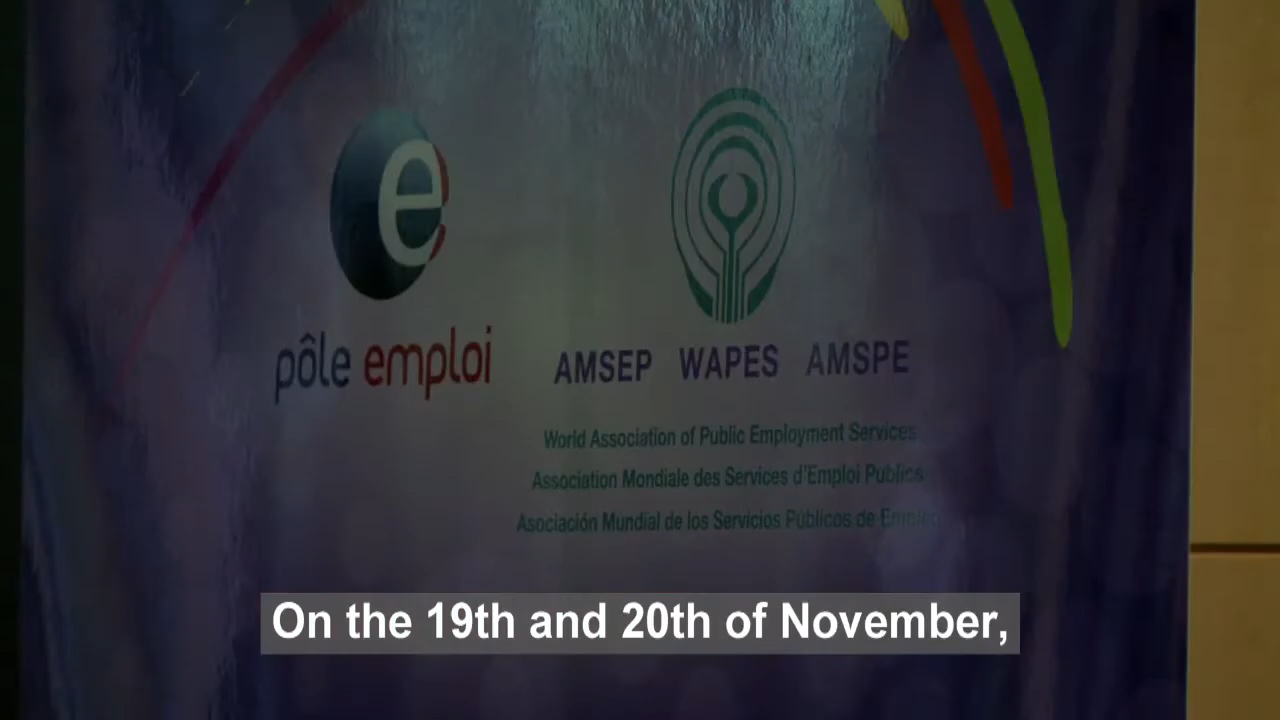 e
pôle emploi
AMSEP WAPES AMSPE
World Association of Public Employment Services
Association Mondiale des Services d'Emploi Publics
Asociación Mundial de los Servicios Públicos de Empleo
On the 19th and 20th of November,